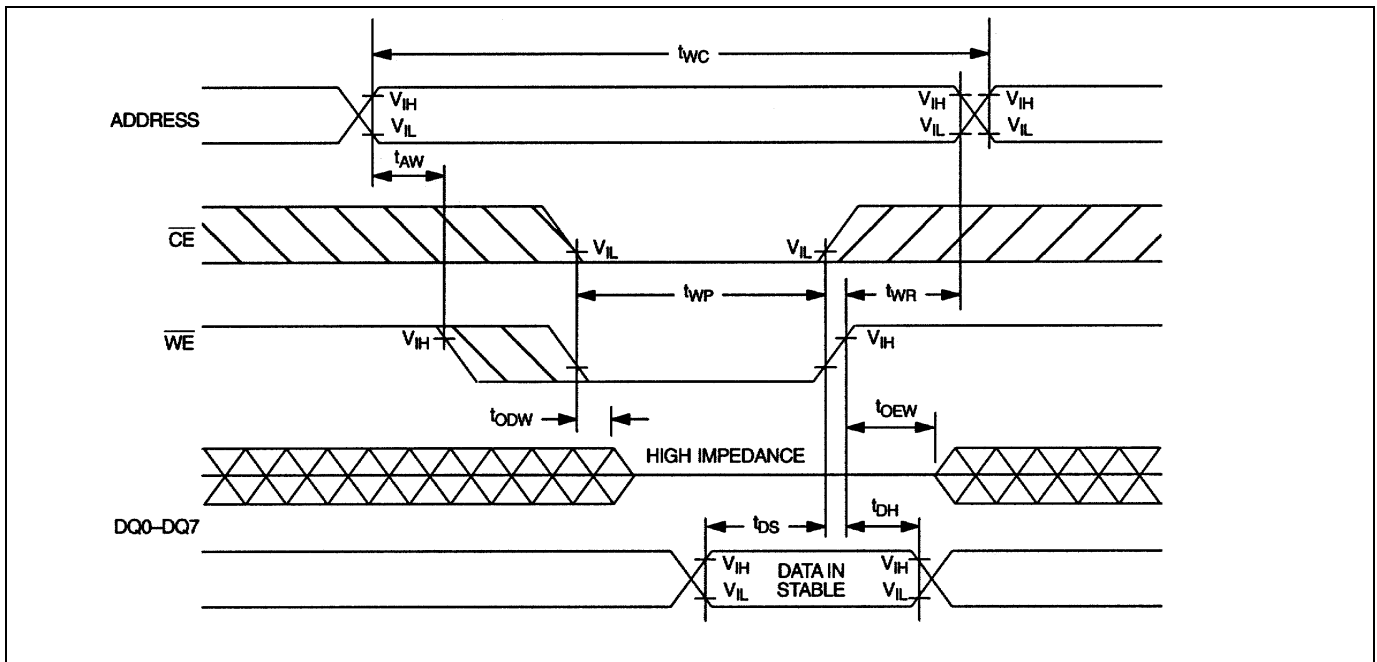 tWC
ADDRESS
VIH
VIL
VIH
VIL
VIH
VIL
tAW
CE
VIL
VIL
tWP
tWR
WE
VIH
VIH
tODW
tOEW
HIGH IMPEDANCE
DQ0–DQ7
tDS
tDH
VIH
VIL
DATA IN
STABLE
VIH
VIL